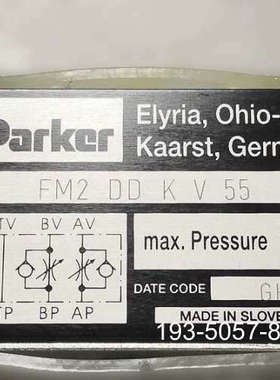 Parker
Elyria, Ohio-
Kaarst, Germ
FM2 DD K V 55
TV BV AV
TP BP AP
max. Pressure
DATE CODE
MADE IN SLOVE
193-5057-8